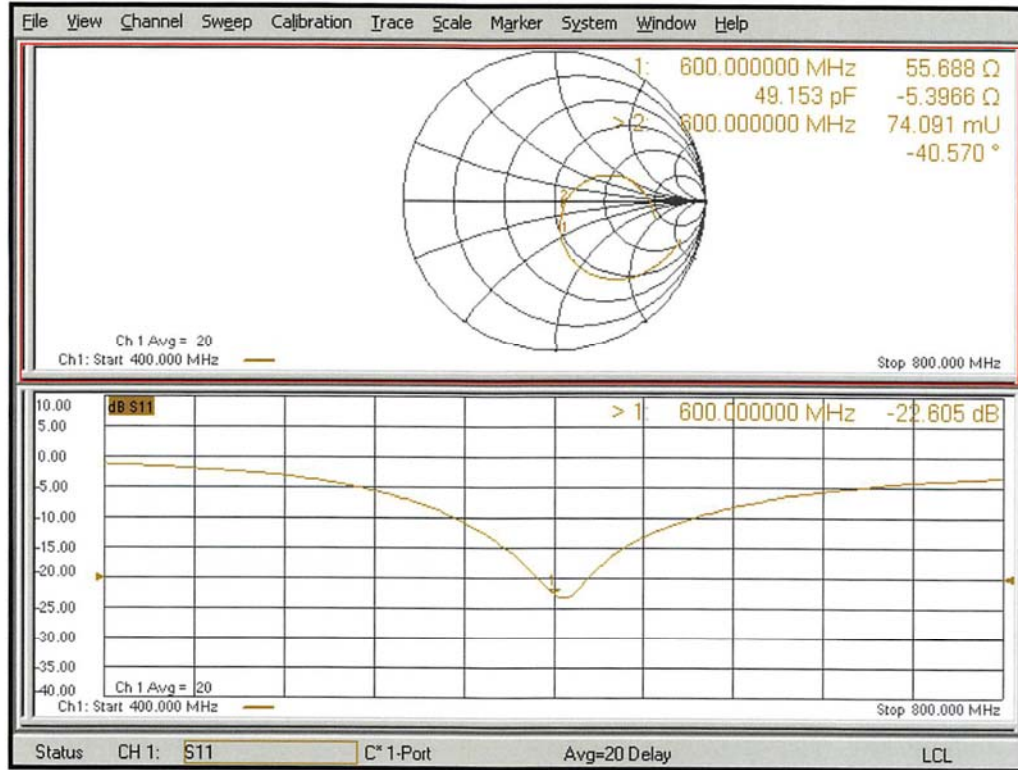 File View Channel Sweep Calibration Trace Scale Marker System Window Help
1: 600.000000 MHz 55.688 Ω
49.153 pF -5.3966 Ω
> 2: 600.000000 MHz 74.091 mU
-40.570 °
2
1
Ch 1 Avg = 20
Ch1: Start 400.000 MHz Stop 800.000 MHz
10.00 dB S11 > 1: 600.000000 MHz -22.605 dB
5.00
0.00
-5.00
-10.00
-15.00
-20.00 1
-25.00
-30.00
-35.00
-40.00 Ch 1 Avg = 20
Ch1: Start 400.000 MHz Stop 800.000 MHz
Status CH 1: S11 C* 1-Port Avg=20 Delay LCL